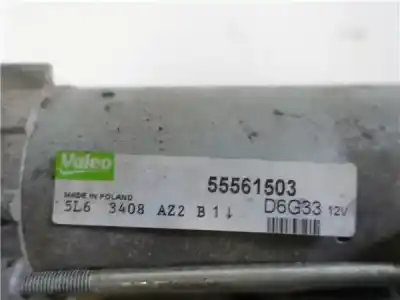 Valeo
55561503
MADE IN POLAND
5L6 3408 AZ2 B 1↓ D6G33 12V